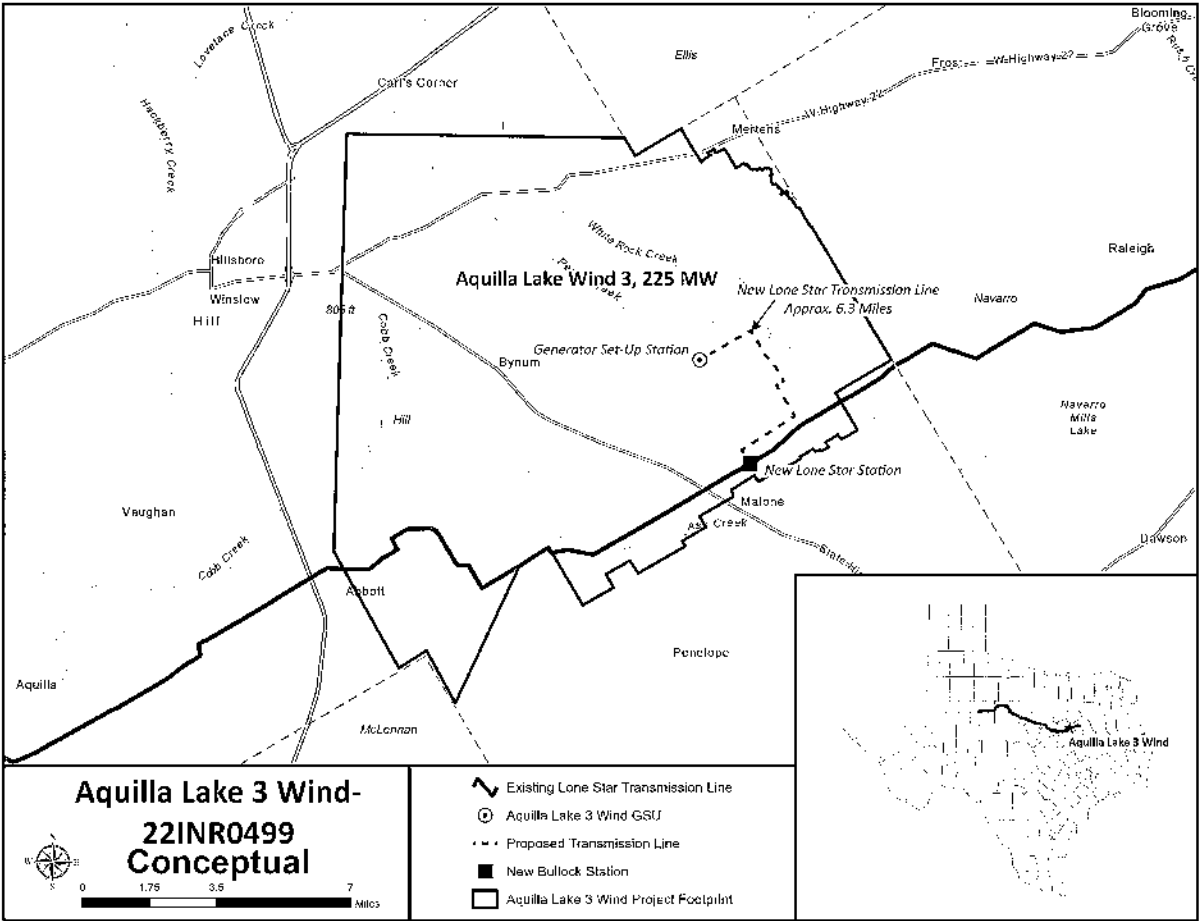 Blooming
Grove
Lovelace Creek
Ellis
Frost
W Highway 22
Carl's Corner
W Highway 22
Mertens
Hackberry Creek
White Rock Creek
Hillsboro
Raleigh
Aquilla Lake Wind 3, 225 MW
Creek
Winslow
New Lone Star Transmission Line
Approx. 6.3 Miles
Navarro
Hill
806 ft
Cobb Creek
Generator Set-Up Station
Bynum
Navarro
Mills
Lake
Hill
New Lone Star Station
Malone
Vaughan
Creek
Dawson
Cobb Creek
Abbott
Penelope
Aquilla
McLennan
Aquilla Lake 3 Wind
Aquilla Lake 3 Wind-
22INR0499
Conceptual
W
S
0 1.75 3.5 7
Miles
Existing Lone Star Transmission Line
Aquilla Lake 3 Wind GSU
Proposed Transmission Line
New Bullock Station
Aquilla Lake 3 Wind Project Footprint